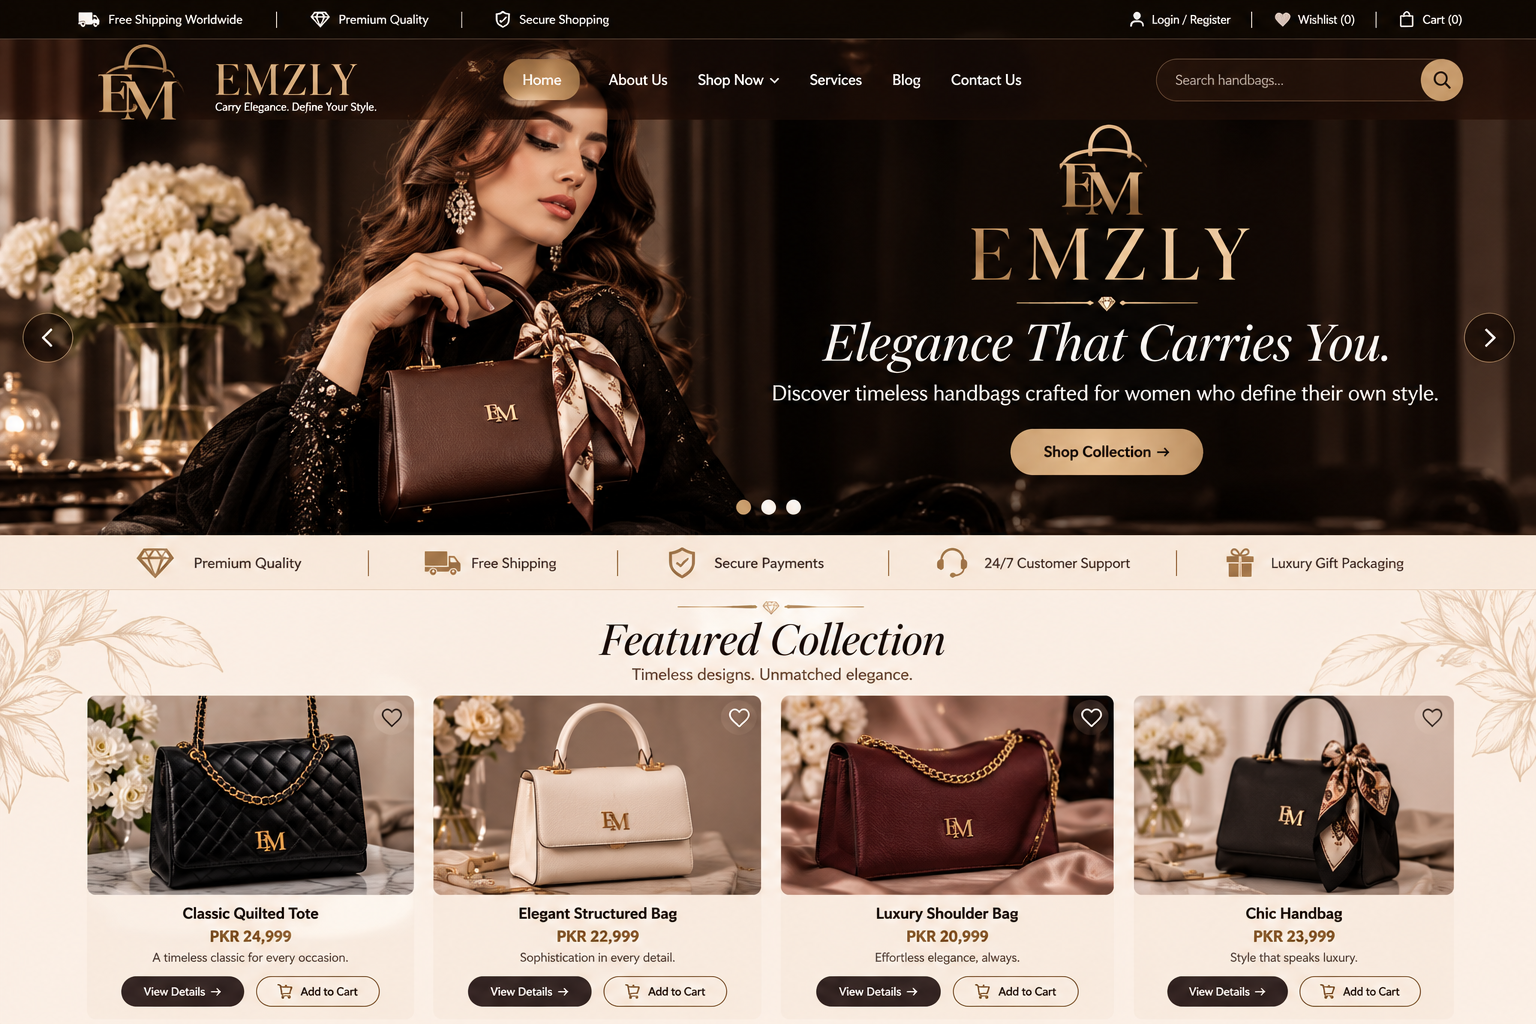 Free Shipping Worldwide
Premium Quality
Secure Shopping
Login / Register
Wishlist (0)
Cart (0)
EM
EMZLY
Carry Elegance. Define Your Style.
Home
About Us
Shop Now
Services
Blog
Contact Us
Search handbags...
EM
EMZLY
Elegance That Carries You.
Discover timeless handbags crafted for women who define their own style.
Shop Collection →
EM
Premium Quality
Free Shipping
Secure Payments
24/7 Customer Support
Luxury Gift Packaging
Featured Collection
Timeless designs. Unmatched elegance.
EM
EM
EM
EM
Classic Quilted Tote
PKR 24,999
A timeless classic for every occasion.
View Details →
Add to Cart
Elegant Structured Bag
PKR 22,999
Sophistication in every detail.
View Details →
Add to Cart
Luxury Shoulder Bag
PKR 20,999
Effortless elegance, always.
View Details →
Add to Cart
Chic Handbag
PKR 23,999
Style that speaks luxury.
View Details →
Add to Cart